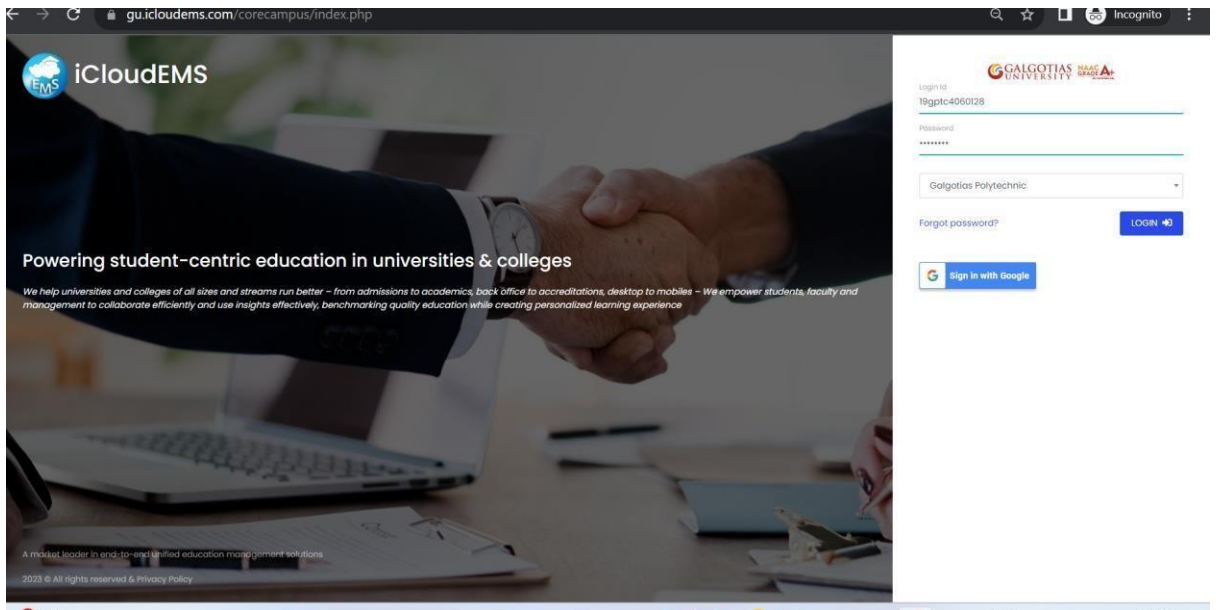 gu.icloudems.com/corecampus/index.php
Incognito
EMS
iCloudEMS
GALGOTIAS
UNIVERSITY
NAAC
GRADE A+
Login Id
19gptc4060128
Password
********
Galgotias Polytechnic
Forgot password?
LOGIN
G Sign in with Google
Powering student-centric education in universities & colleges
We help universities and colleges of all sizes and streams run better – from admissions to academics, back office to accreditations, desktop to mobiles – We empower students, faculty and
management to collaborate efficiently and use insights effectively, benchmarking quality education while creating personalized learning experience
A market leader in end-to-end unified education management solutions
2023 © All rights reserved & Privacy Policy